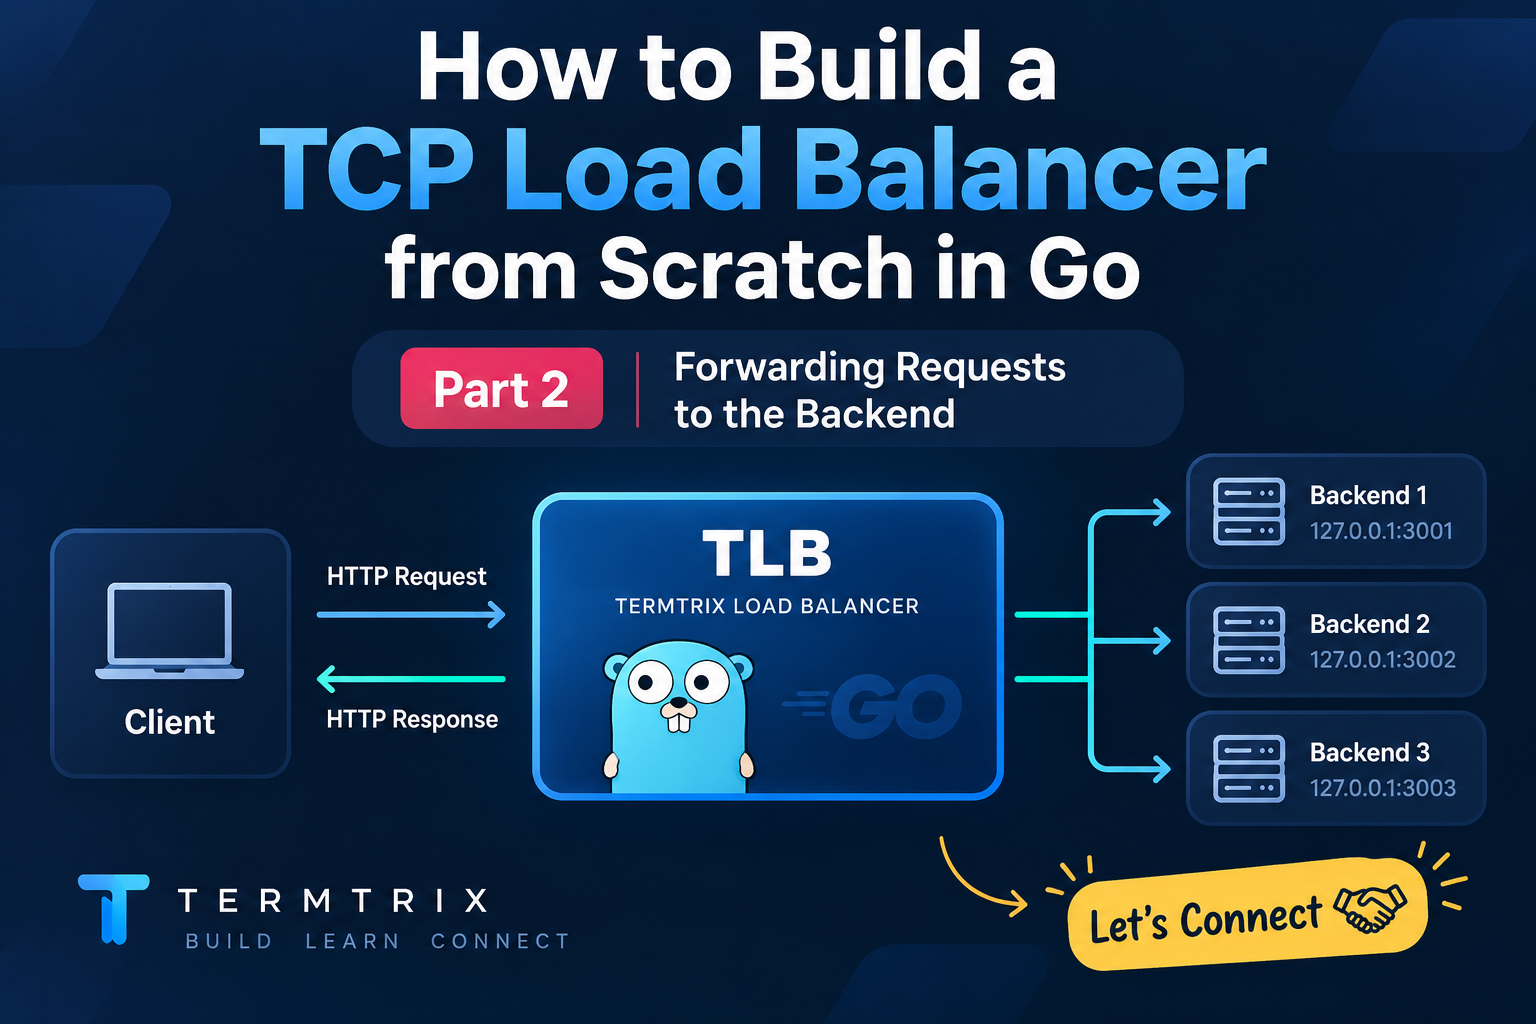 How to Build a
TCP Load Balancer
from Scratch in Go
Part 2
Forwarding Requests
to the Backend
Client
HTTP Request
HTTP Response
TLB
TERMTRIX LOAD BALANCER
GO
Backend 1
127.0.0.1:3001
Backend 2
127.0.0.1:3002
Backend 3
127.0.0.1:3003
TERMTRIX
BUILD LEARN CONNECT
Let's Connect